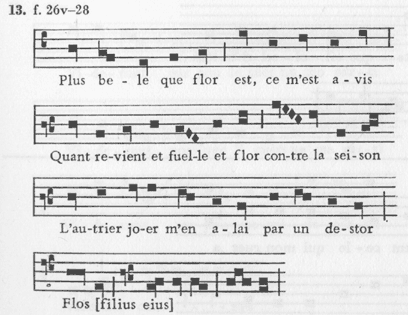 13. f. 26v–28
Plus be - le que flor est, ce m'est a - vis
Quant re-vient et fuel-le et flor con-tre la sei-son
L'au-trier jo-er m'en a - lai par un de-stor
Flos [filius eius]